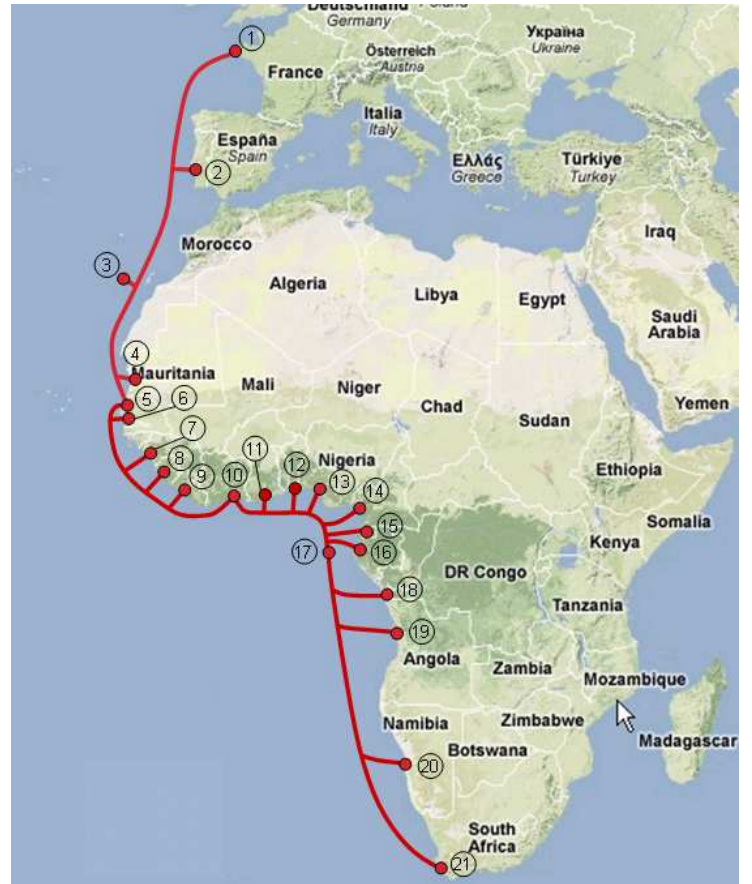 Deutschland
Germany
Poland
1
Україна
Ukraine
Österreich
Austria
France
Italia
Italy
España
Spain
2
Ελλάς
Greece
Türkiye
Turkey
Morocco
Iraq
3
Algeria
Libya
Egypt
Saudi
Arabia
4
Mauritania
Mali
Niger
5
6
Chad
Sudan
Yemen
7
11
12
Nigeria
8
9
10
13
14
Ethiopia
15
Somalia
17
16
Kenya
DR Congo
18
Tanzania
19
Angola
Zambia
Mozambique
Namibia
Zimbabwe
Madagascar
Botswana
20
South
Africa
21